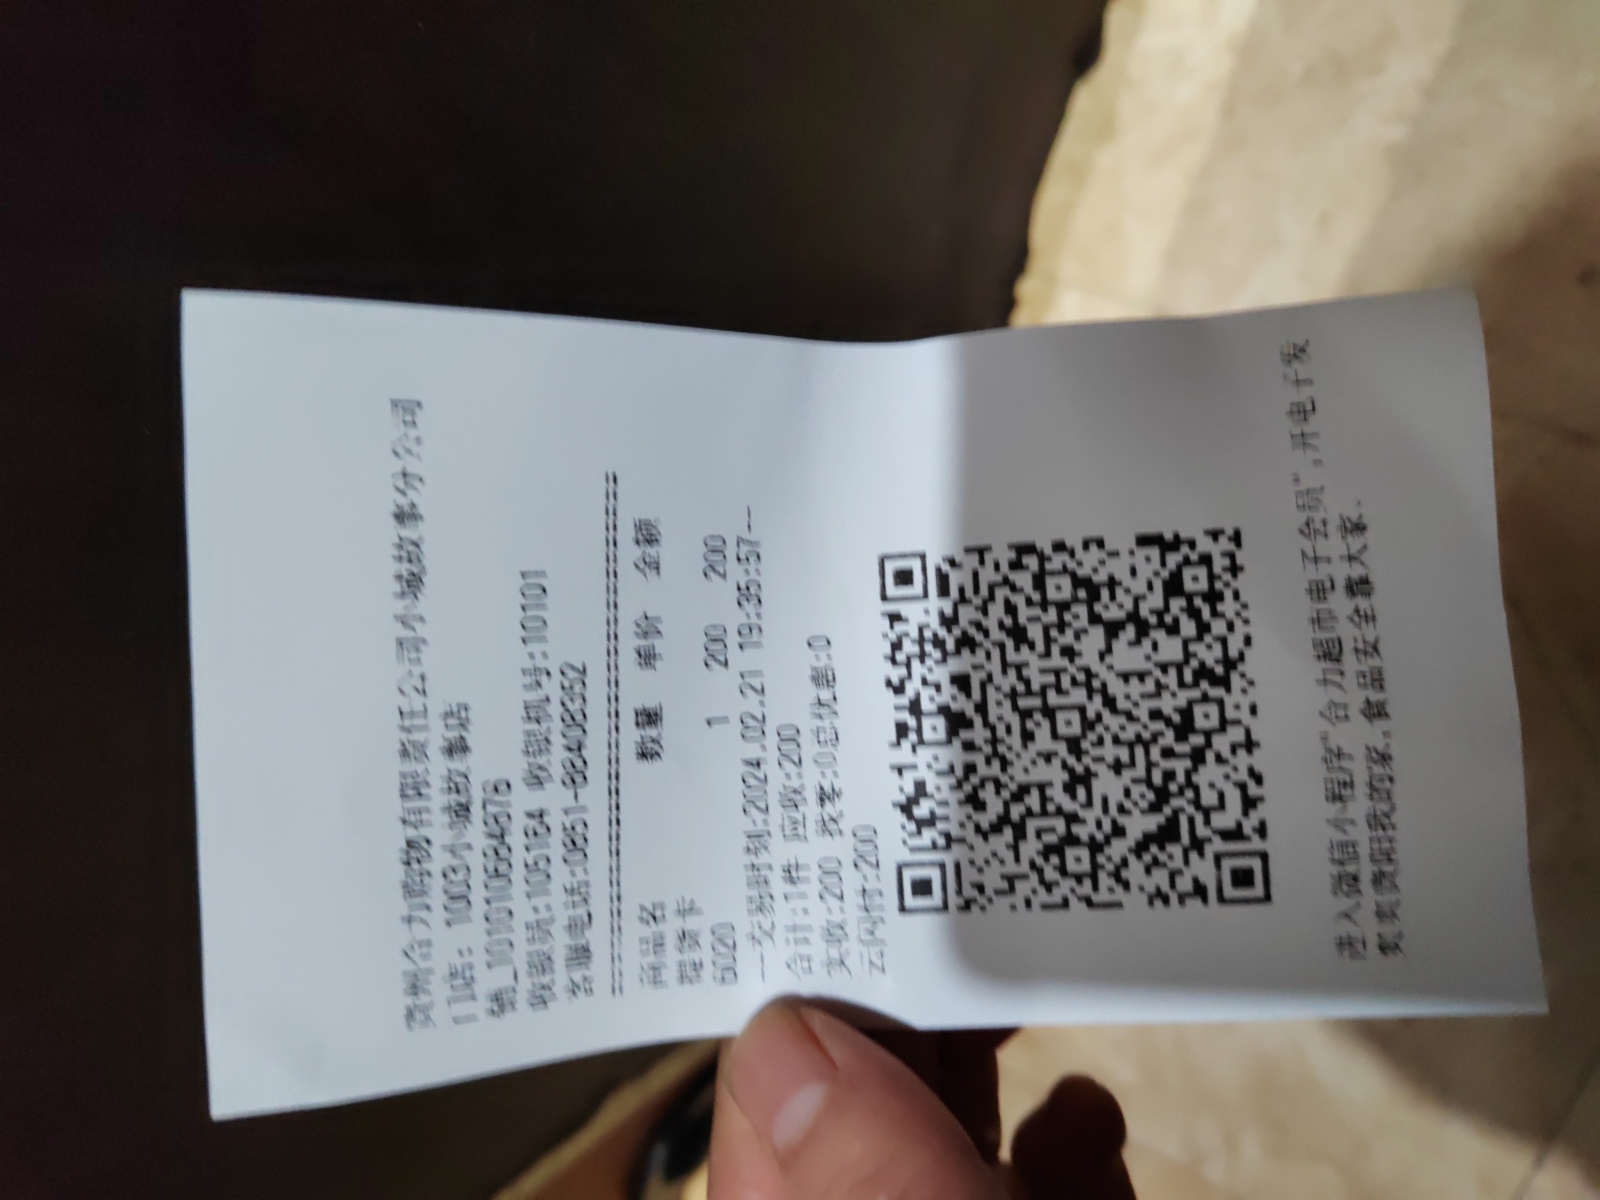 贵州合力购物有限责任公司小城故事分公司
门店: 1003小城故事店
销_1010110634878
收银员:105164 收银机号:10101
客服电话:0851-88408352
商品名 数量 单价 金额
提货卡
6020 1 200 200
---交易时刻:2024.02.21 19:35:57---
合计:1件 应收:200
实收:200 找零:0总优惠:0
云闪付:200
进入微信小程序"合力超市电子会员",开电子发
票贵阳我的家,食品安全靠大家.